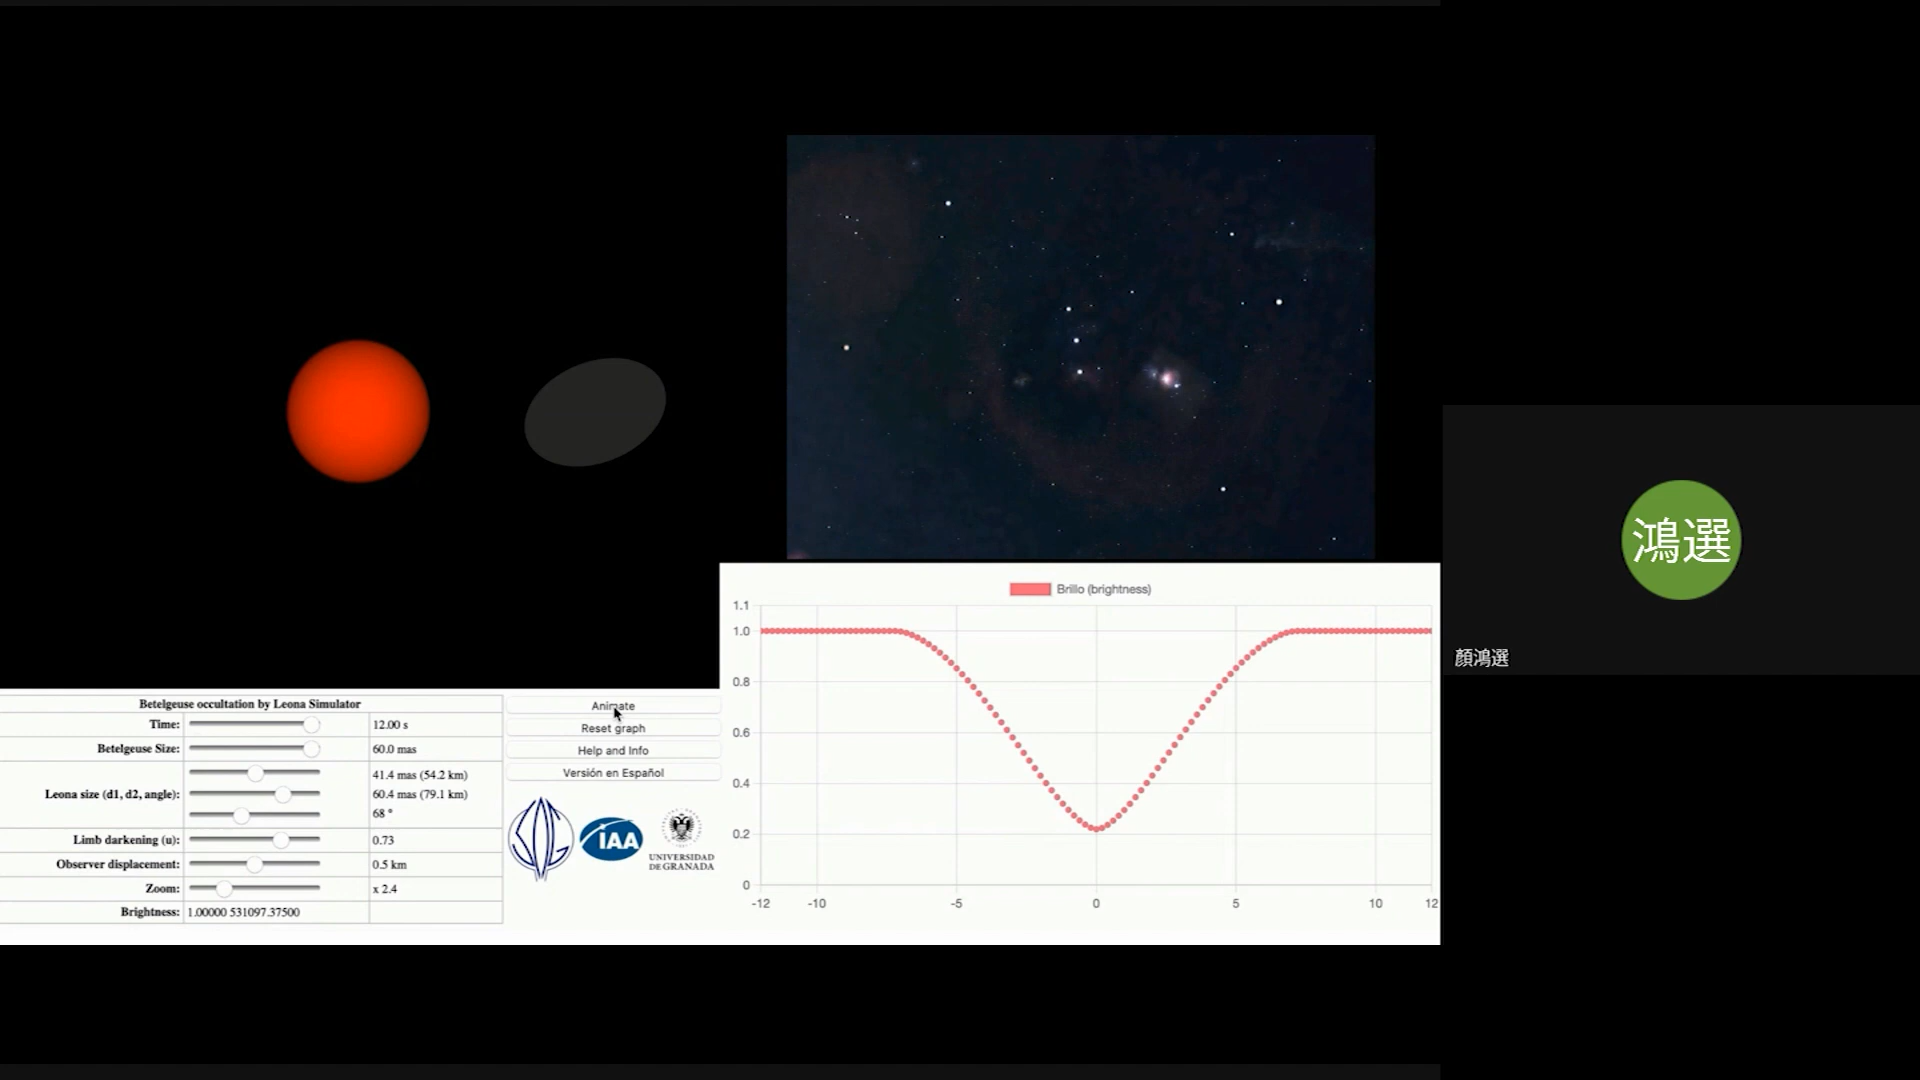 Brillo (brightness)
1.1
1.0
0.8
0.6
0.4
0.2
0
-12 -10 -5 0 5 10 12
Betelgeuse occultation by Leona Simulator
Time: 12.00 s
Betelgeuse Size: 60.0 mas
41.4 mas (54.2 km)
Leona size (d1, d2, angle): 60.4 mas (79.1 km)
68 °
Limb darkening (u): 0.73
Observer displacement: 0.5 km
Zoom: x 2.4
Brightness: 1.00000 531097.37500
Animate
Reset graph
Help and Info
Versión en Español
IAA
UNIVERSIDAD
DE GRANADA
鴻選
顏鴻選